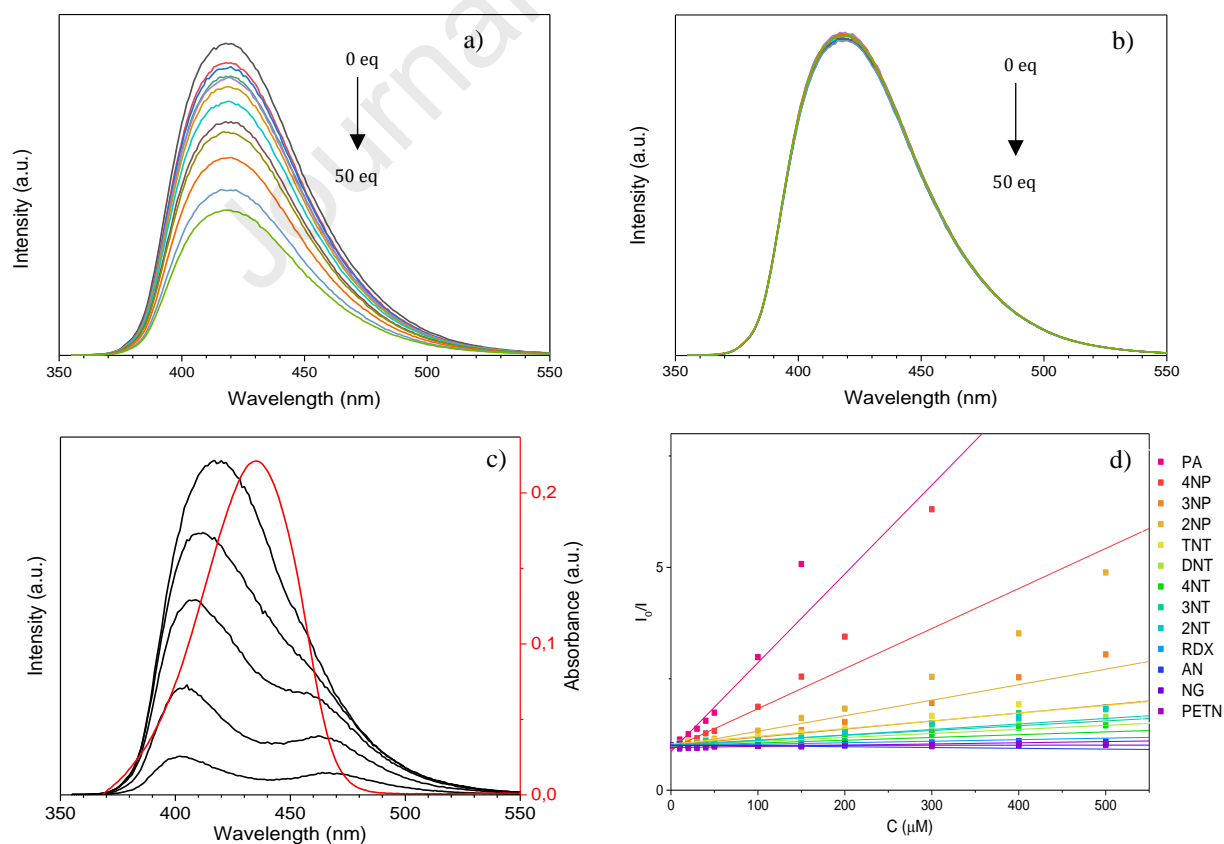 Journal
a)
0 eq
50 eq
Intensity (a.u.)
350 400 450 500 550
Wavelength (nm)
b)
0 eq
50 eq
Intensity (a.u.)
350 400 450 500 550
Wavelength (nm)
c)
Intensity (a.u.)
0,2
0,1
0,0
Absorbance (a.u.)
350 400 450 500 550
Wavelength (nm)
d)
I0/I
5
0
0 100 200 300 400 500
C (μM)
PA
4NP
3NP
2NP
TNT
DNT
4NT
3NT
2NT
RDX
AN
NG
PETN